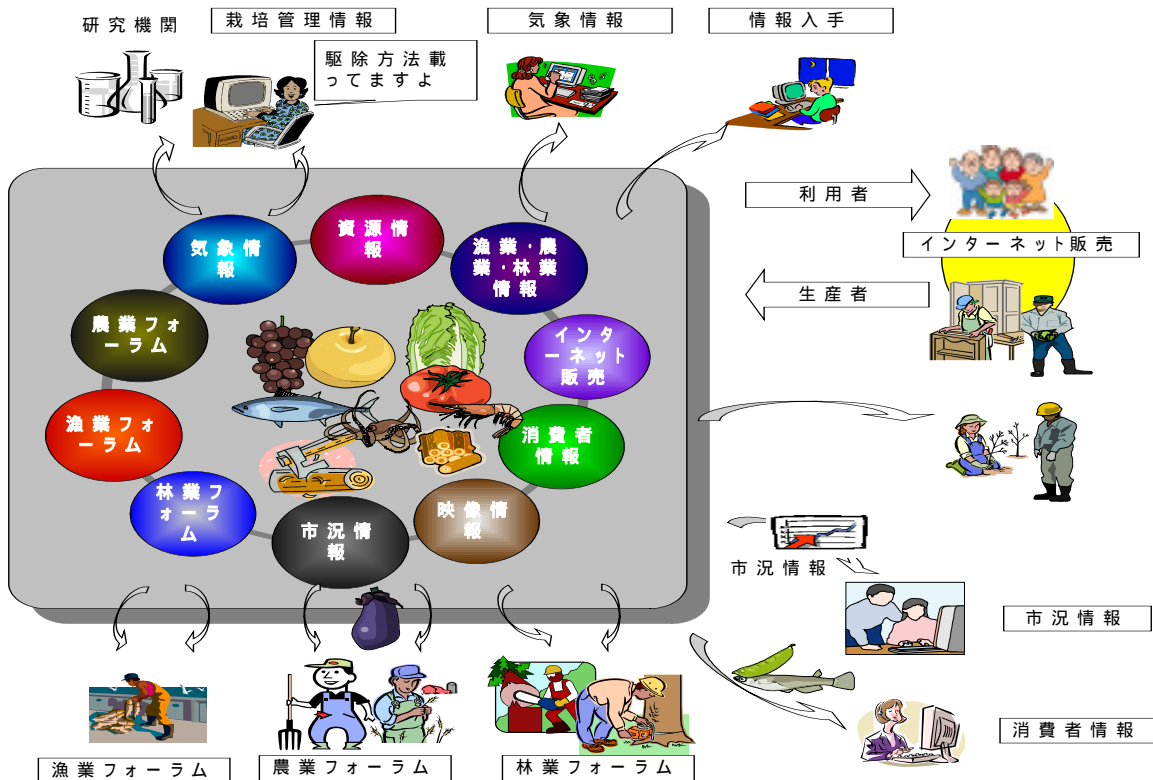 研究機関
栽培管理情報
気象情報
情報入手
駆除方法載
ってますよ
利用者
インターネット販売
生産者
気象情
報
資源情
報
漁業・農
業・林業
情報
農業フォ
ーラム
インタ
ーネット
販売
漁業フォ
ーラム
消費者
情報
林業フ
ォーラ
ム
市況情
報
映像情
報
市況情報
市況情報
消費者情報
漁業フォーラム
農業フォーラム
林業フォーラム